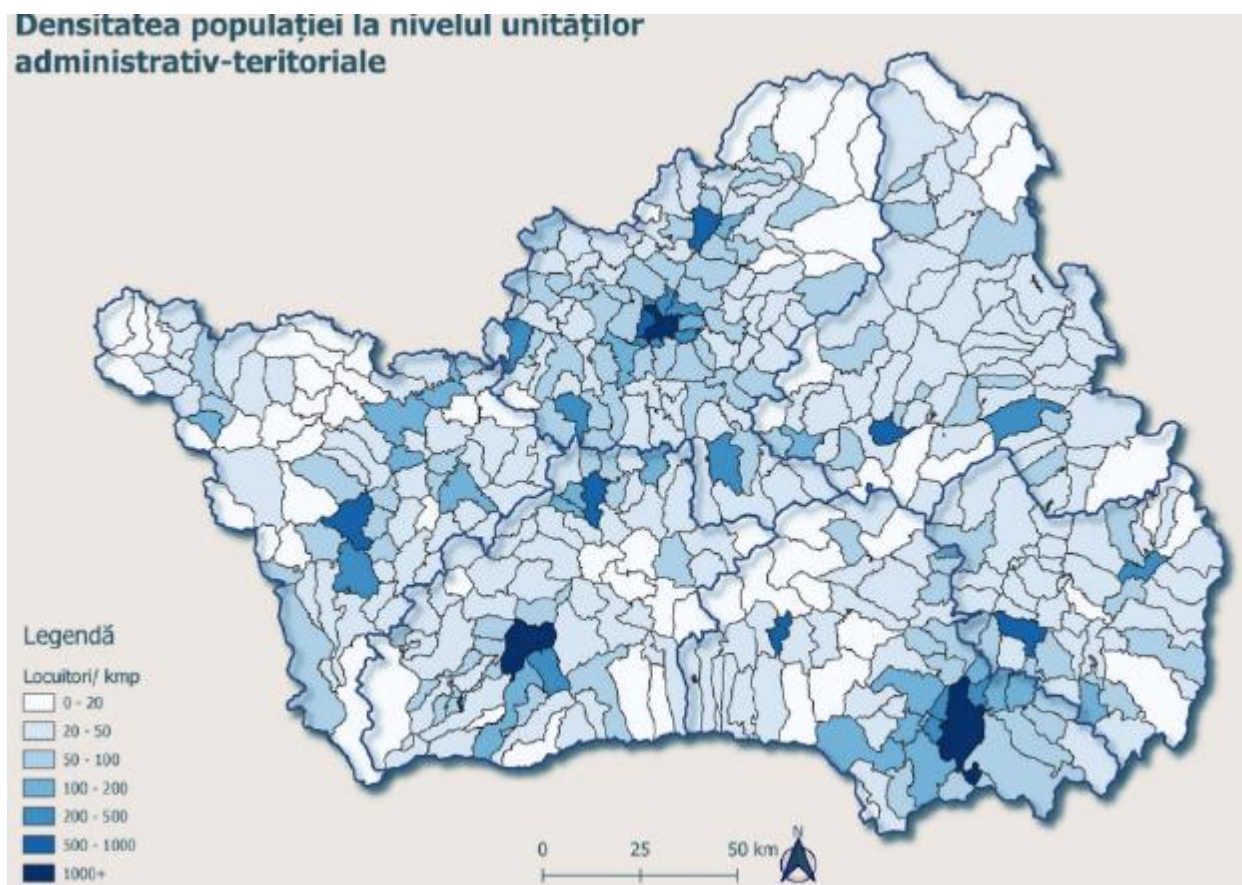 Densitatea populației la nivelul unităților
administrativ-teritoriale
Legendă
Locuitori/ kmp
0 - 20
20 - 50
50 - 100
100 - 200
200 - 500
500 - 1000
1000+
0 25 50 km
N